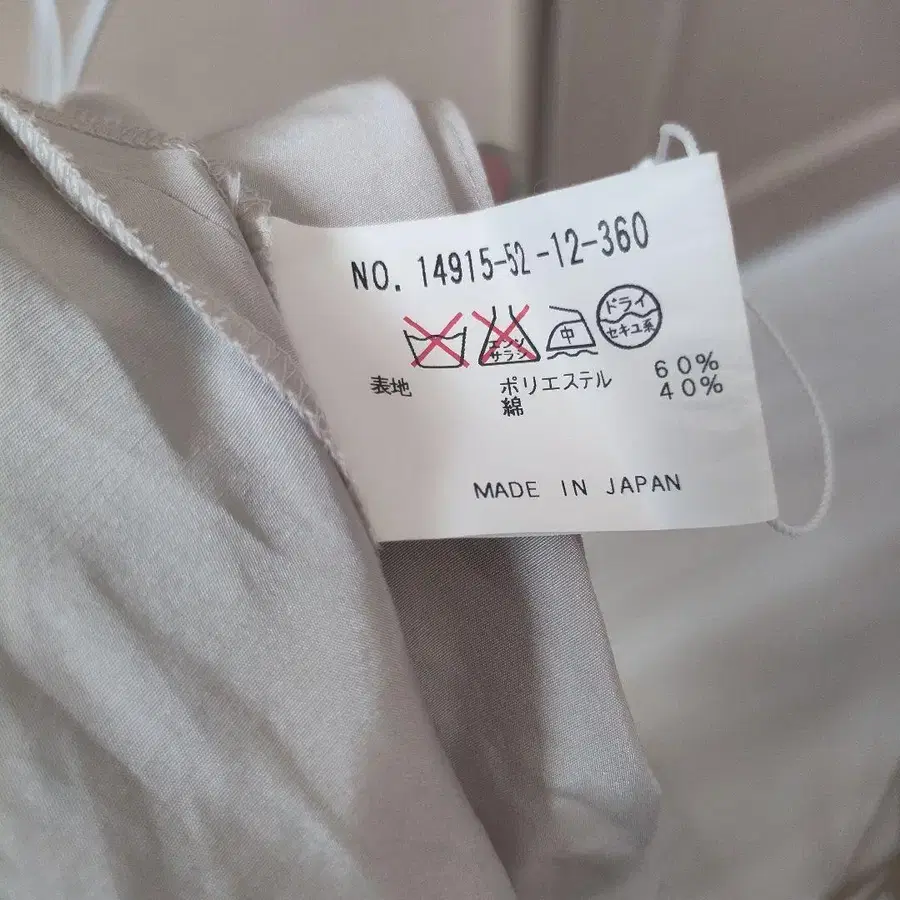 NO. 14915-52-12-360
エンソ サラシ 中 ドライ セキユ系
表地 ポリエステル 60%
綿 40%
MADE IN JAPAN